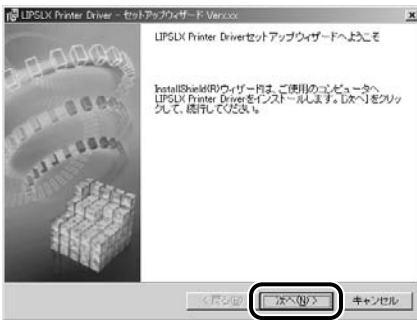 LIPSLX Printer Driver - セットアップウィザード Ver.x.xx
LIPSLX Printer Driverセットアップウィザードへようこそ
InstallShield(R)ウィザードは、ご使用のコンピュータへ
LIPSLX Printer Driverをインストールします。[次へ]をクリッ
クして、続行してください。
< 戻る(B)
次へ(N) >
キャンセル